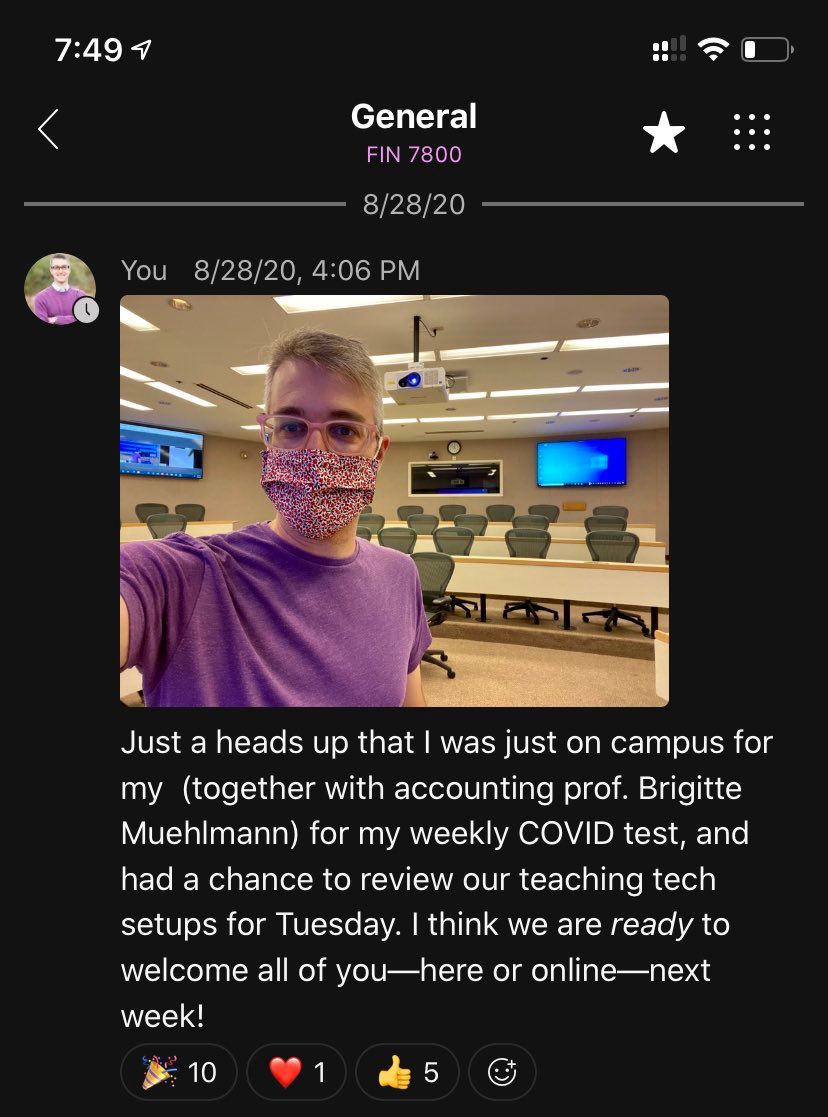 7:49
General
FIN 7800
8/28/20
You 8/28/20, 4:06 PM
Just a heads up that I was just on campus for
my (together with accounting prof. Brigitte
Muehlmann) for my weekly COVID test, and
had a chance to review our teaching tech
setups for Tuesday. I think we are ready to
welcome all of you—here or online—next
week!
10 1 5